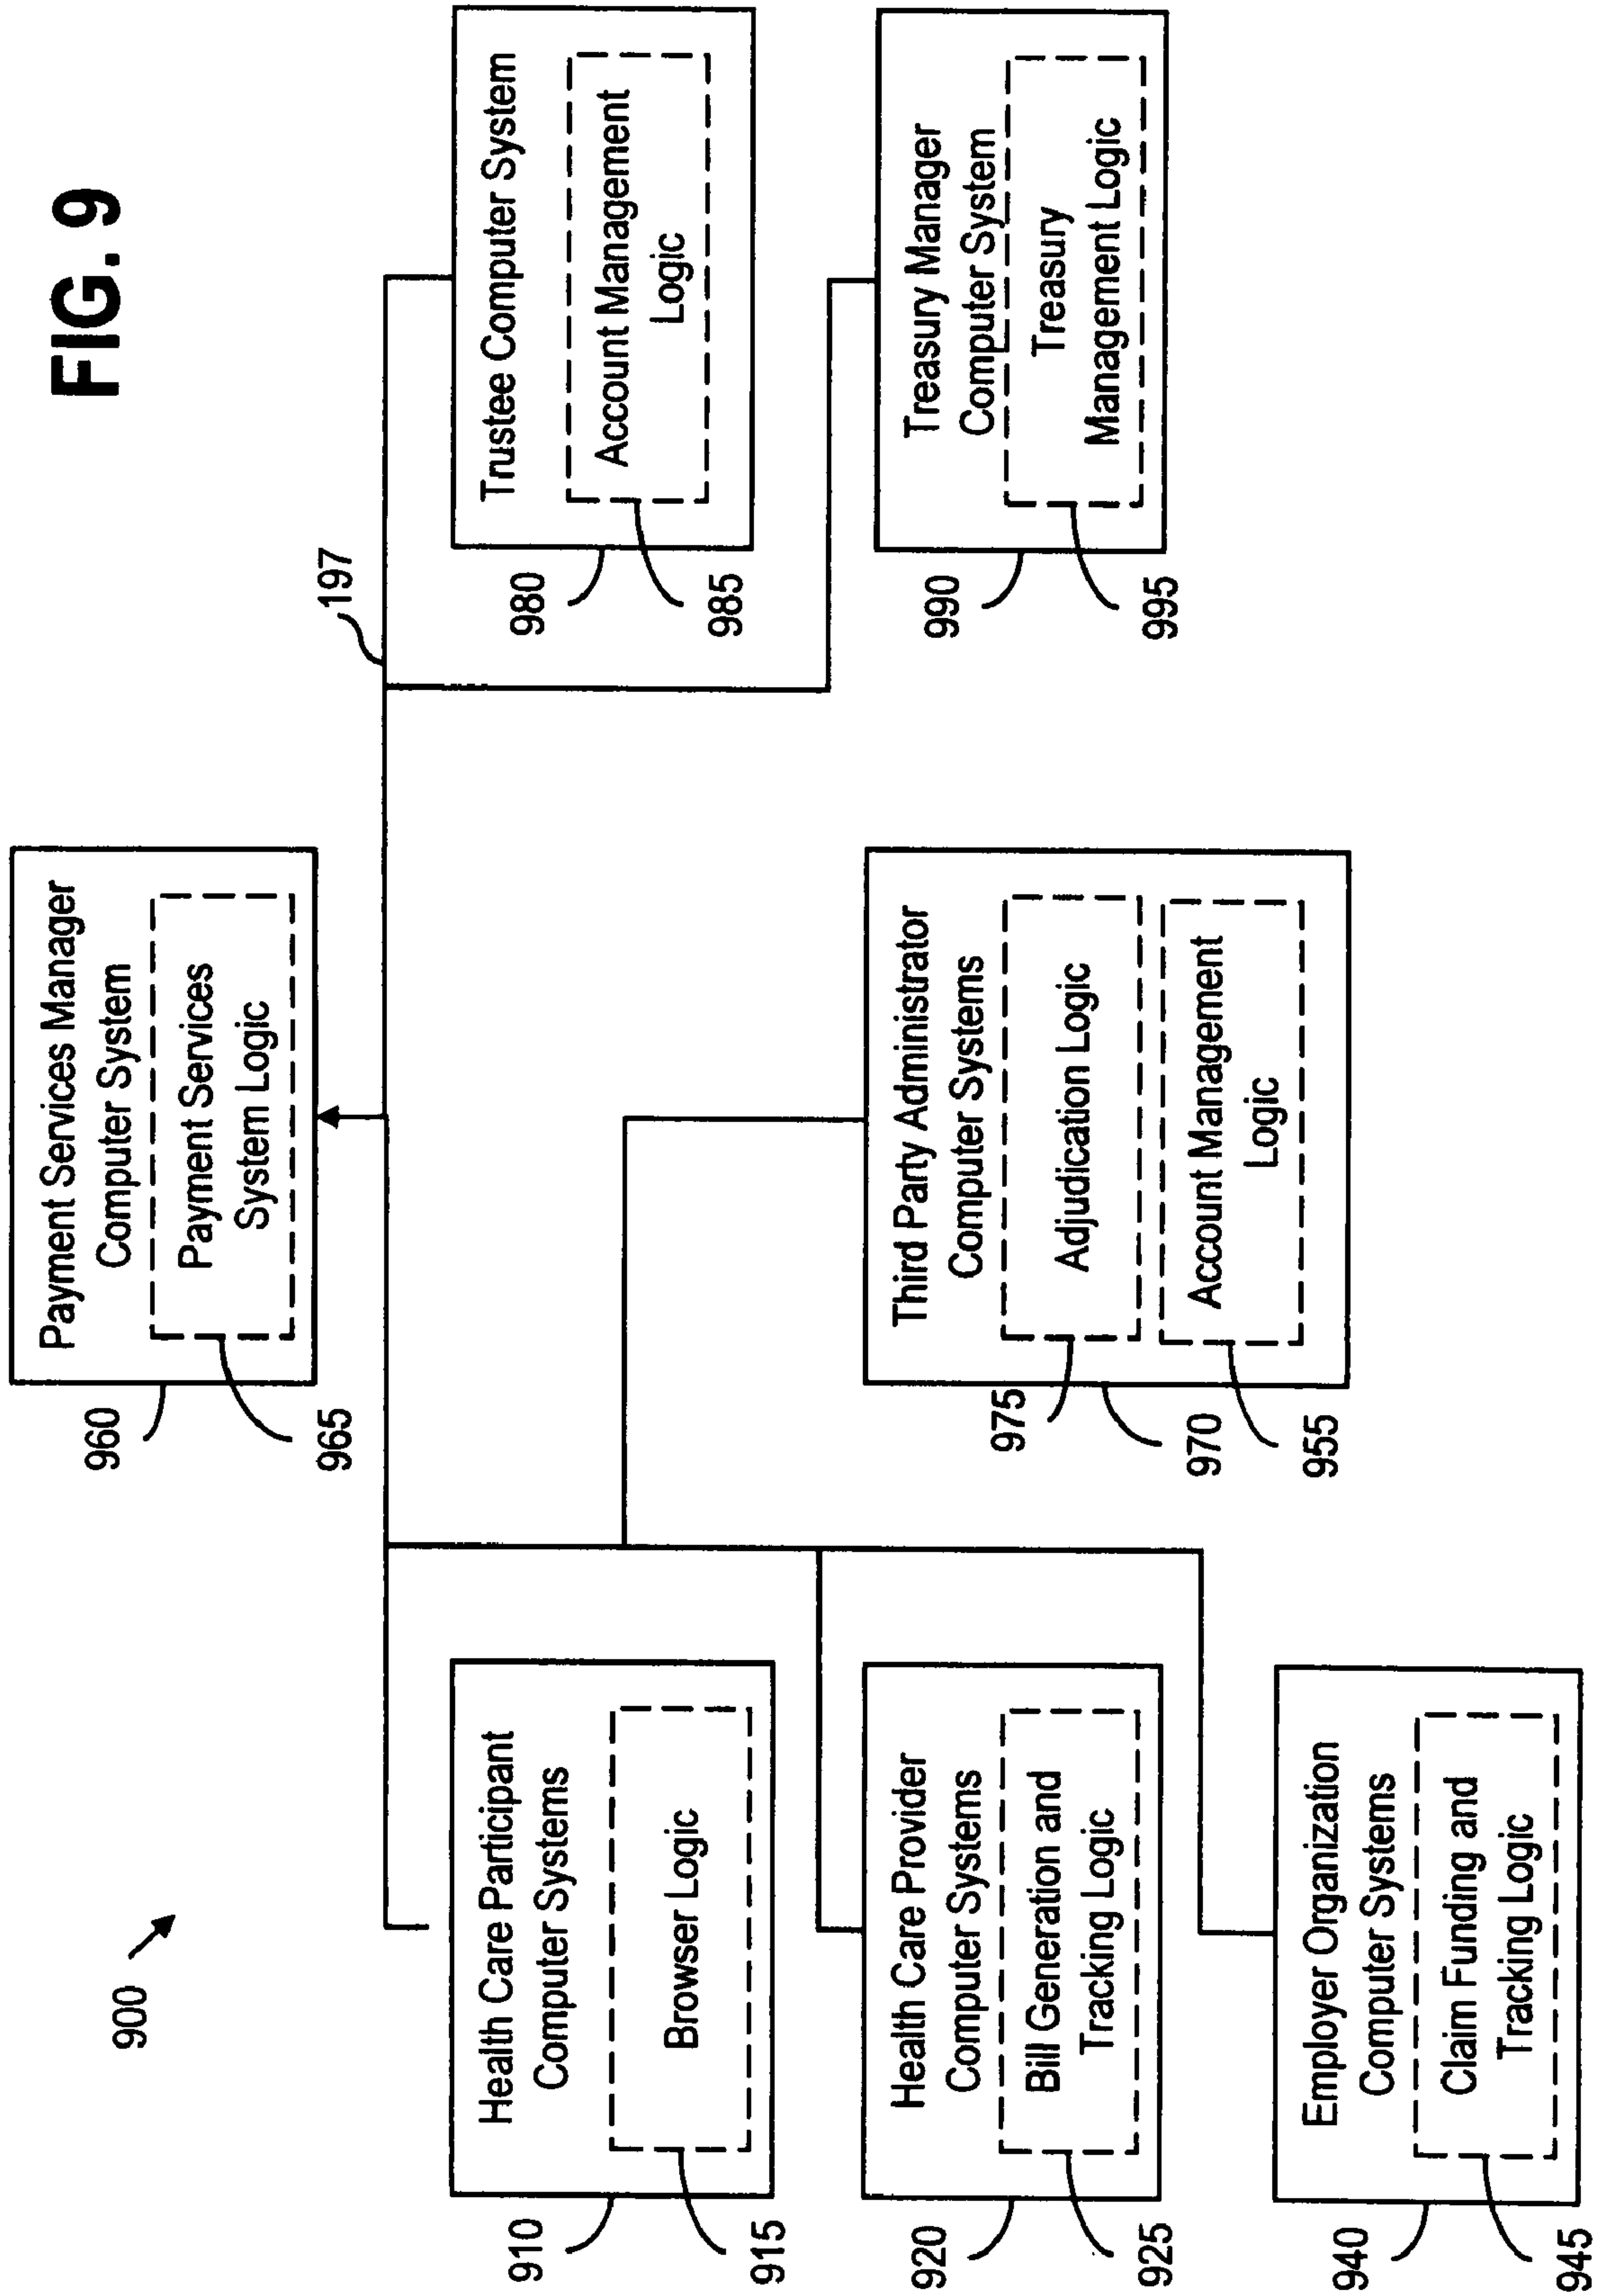 FIG. 9
900
Payment Services Manager
Computer System
Payment Services
System Logic
960
965
197
Health Care Participant
Computer Systems
Browser Logic
910
915
Health Care Provider
Computer Systems
Bill Generation and
Tracking Logic
920
925
Employer Organization
Computer Systems
Claim Funding and
Tracking Logic
940
945
Third Party Administrator
Computer Systems
Adjudication Logic
Account Management
Logic
975
970
955
Trustee Computer System
Account Management
Logic
980
985
Treasury Manager
Computer System
Treasury
Management Logic
990
995